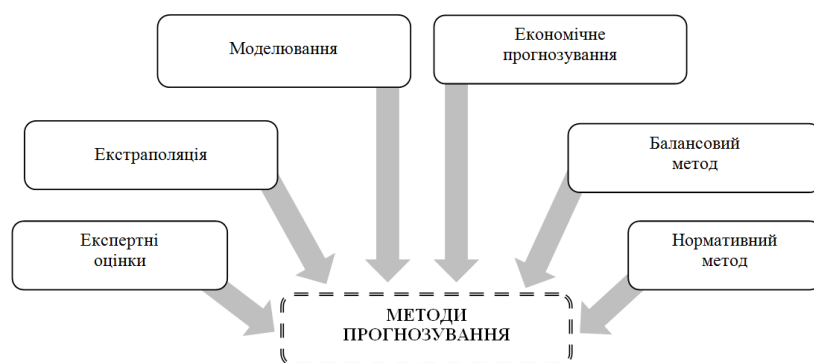 Моделювання
Економічне
прогнозування
Екстраполяція
Балансовий
метод
Експертні
оцінки
Нормативний
метод
МЕТОДИ
ПРОГНОЗУВАННЯ